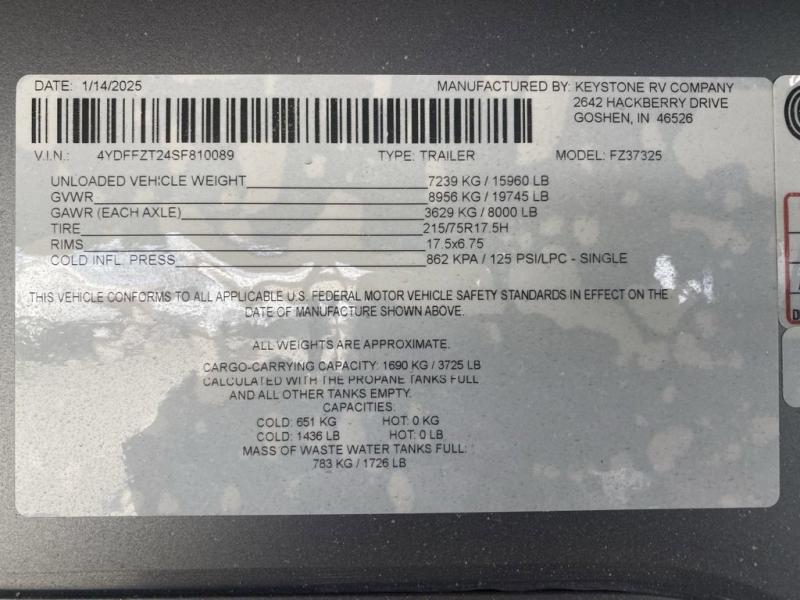 DATE: 1/14/2025
MANUFACTURED BY: KEYSTONE RV COMPANY
2642 HACKBERRY DRIVE
GOSHEN, IN 46526
V.I.N.: 4YDFFZT24SF810089 TYPE: TRAILER MODEL: FZ37325
UNLOADED VEHICLE WEIGHT 7239 KG / 15960 LB
GVWR 8956 KG / 19745 LB
GAWR (EACH AXLE) 3629 KG / 8000 LB
TIRE 215/75R17.5H
RIMS 17.5x6.75
COLD INFL. PRESS 862 KPA / 125 PSI/LPC - SINGLE
THIS VEHICLE CONFORMS TO ALL APPLICABLE U.S. FEDERAL MOTOR VEHICLE SAFETY STANDARDS IN EFFECT ON THE
DATE OF MANUFACTURE SHOWN ABOVE.
ALL WEIGHTS ARE APPROXIMATE.
CARGO-CARRYING CAPACITY: 1690 KG / 3725 LB
CALCULATED WITH THE PROPANE TANKS FULL
AND ALL OTHER TANKS EMPTY.
CAPACITIES:
COLD: 651 KG HOT: 0 KG
COLD: 1436 LB HOT: 0 LB
MASS OF WASTE WATER TANKS FULL:
783 KG / 1726 LB